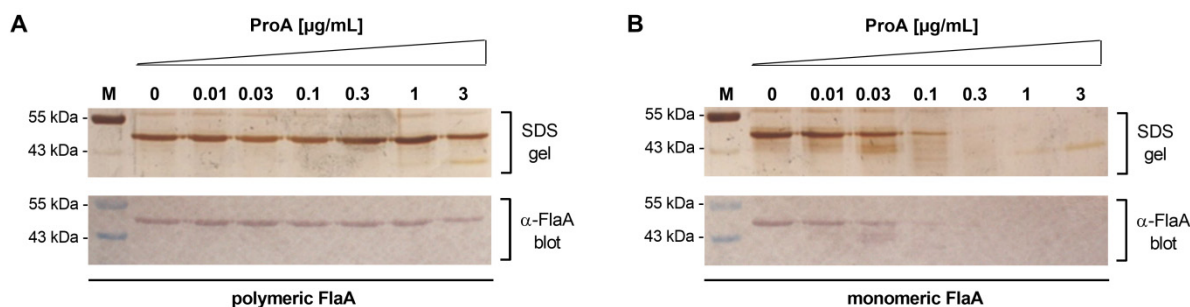 A
ProA [µg/mL]
M 0 0.01 0.03 0.1 0.3 1 3
55 kDa -
43 kDa -
SDS
gel
55 kDa -
43 kDa -
α-FlaA
blot
polymeric FlaA
B
ProA [µg/mL]
M 0 0.01 0.03 0.1 0.3 1 3
55 kDa -
43 kDa -
SDS
gel
55 kDa -
43 kDa -
α-FlaA
blot
monomeric FlaA